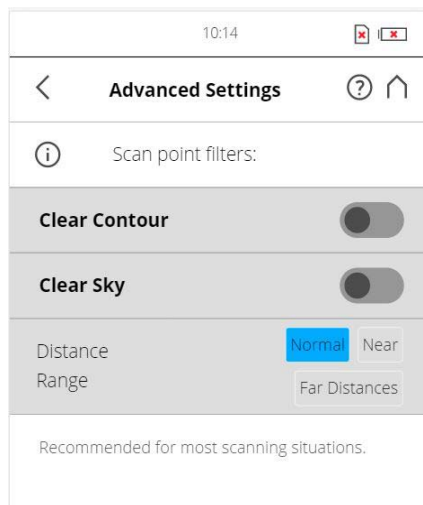 10:14
Advanced Settings
Scan point filters:
Clear Contour
Clear Sky
Distance
Range
Normal
Near
Far Distances
Recommended for most scanning situations.